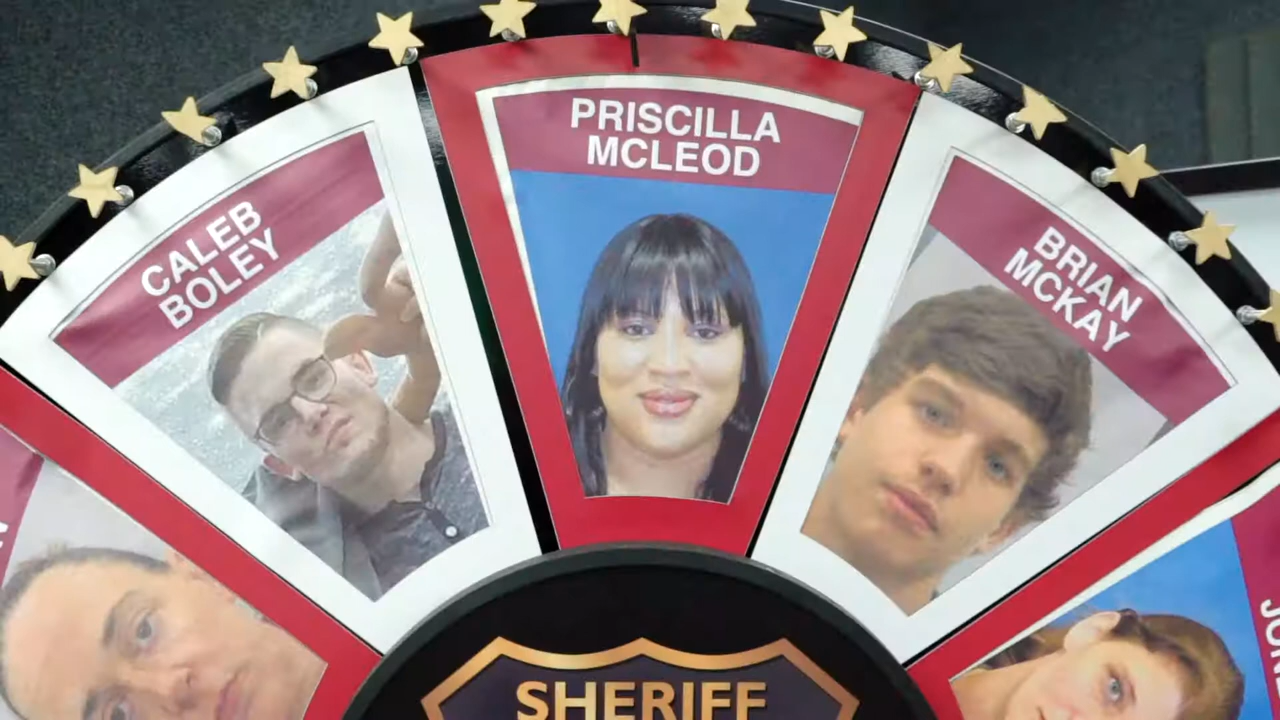 CALEB
BOLEY
PRISCILLA
MCLEOD
BRIAN
MCKAY
SHERIFF